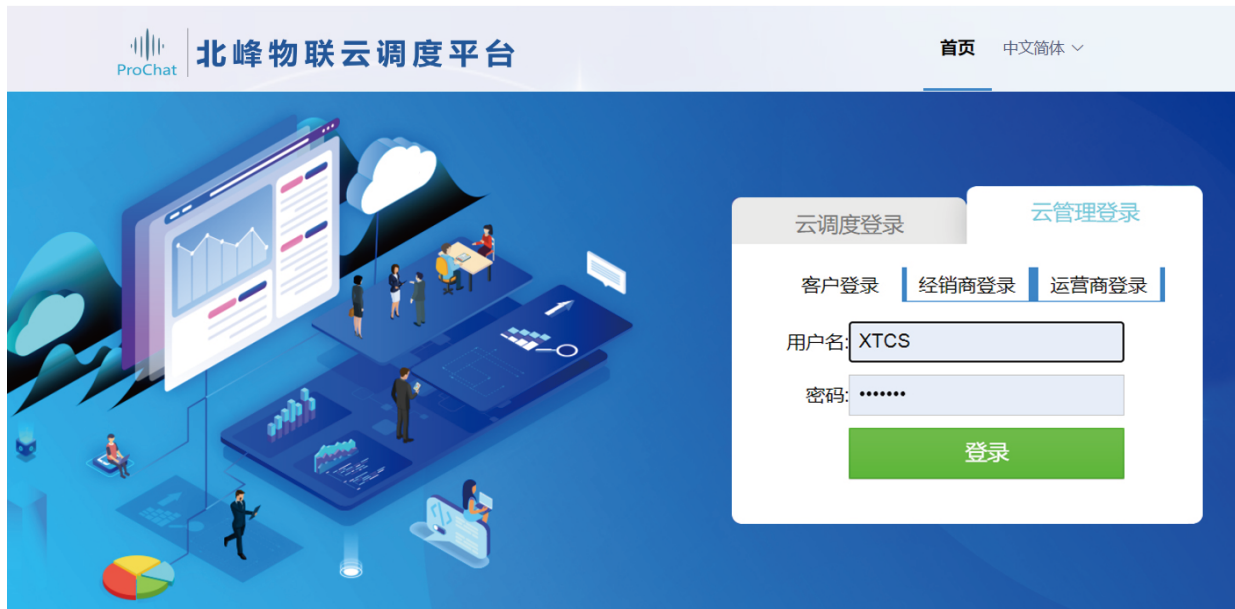 ProChat
北峰物联云调度平台
首页 中文简体
云调度登录 云管理登录
客户登录 经销商登录 运营商登录
用户名: XTCS
密码: •••••••
登录